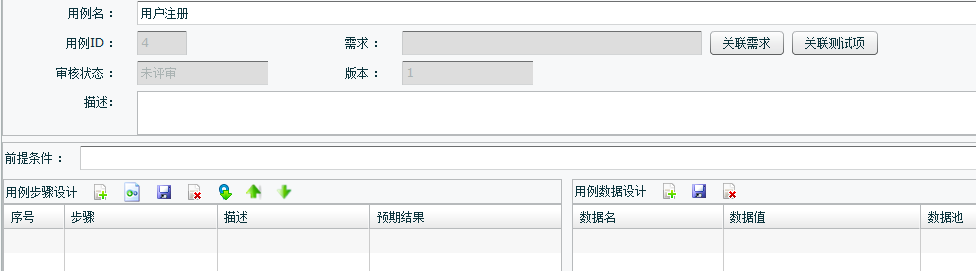 用例名： 用户注册
用例ID： 4 需求： 关联需求 关联测试项
审核状态： 未评审 版本： 1
描述：
前提条件：
用例步骤设计 用例数据设计
序号 步骤 描述 预期结果 数据名 数据值 数据池